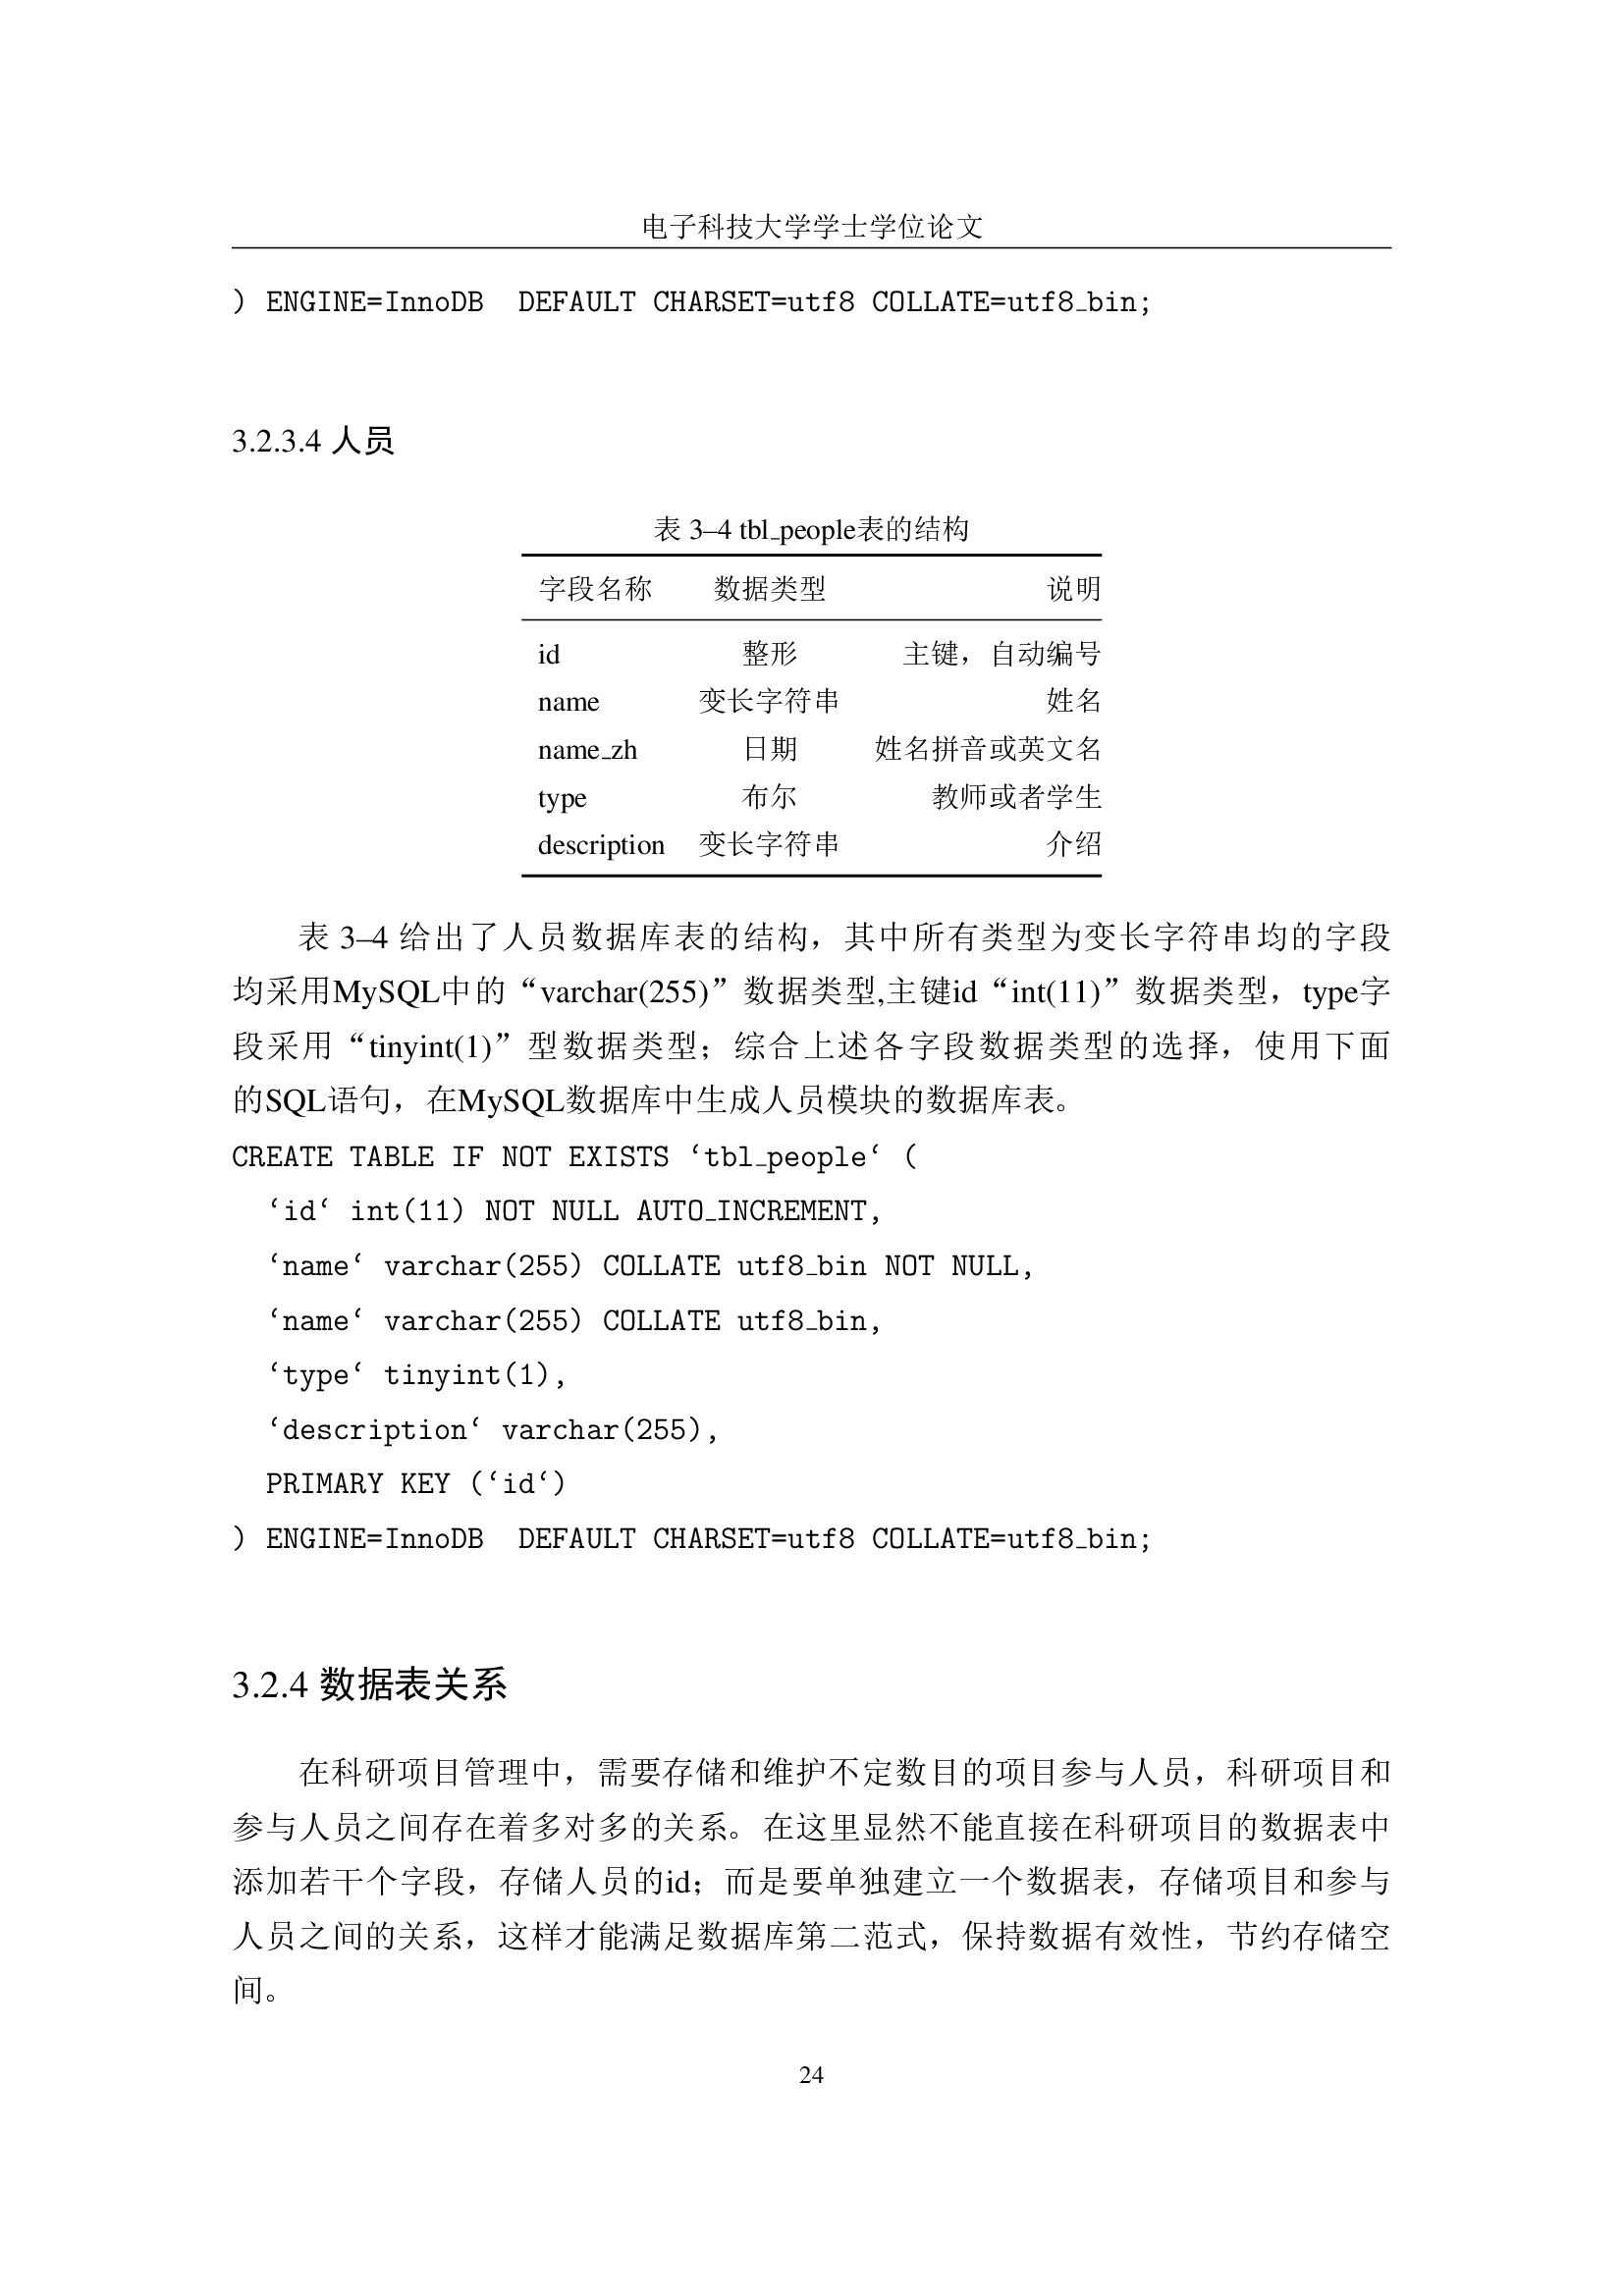 电子科技大学学士学位论文
) ENGINE=InnoDB  DEFAULT CHARSET=utf8 COLLATE=utf8_bin;
3.2.3.4 人员
表 3–4 tbl_people表的结构
字段名称 数据类型 说明
id 整形 主键，自动编号
name 变长字符串 姓名
name_zh 日期 姓名拼音或英文名
type 布尔 教师或者学生
description 变长字符串 介绍
表 3–4 给出了人员数据库表的结构，其中所有类型为变长字符串均的字段
均采用MySQL中的“varchar(255)”数据类型,主键id“int(11)”数据类型，type字
段采用“tinyint(1)”型数据类型；综合上述各字段数据类型的选择，使用下面
的SQL语句，在MySQL数据库中生成人员模块的数据库表。
CREATE TABLE IF NOT EXISTS ‘tbl_people‘ (
  ‘id‘ int(11) NOT NULL AUTO_INCREMENT,
  ‘name‘ varchar(255) COLLATE utf8_bin NOT NULL,
  ‘name‘ varchar(255) COLLATE utf8_bin,
  ‘type‘ tinyint(1),
  ‘description‘ varchar(255),
  PRIMARY KEY (‘id‘)
) ENGINE=InnoDB  DEFAULT CHARSET=utf8 COLLATE=utf8_bin;
3.2.4 数据表关系
在科研项目管理中，需要存储和维护不定数目的项目参与人员，科研项目和
参与人员之间存在着多对多的关系。在这里显然不能直接在科研项目的数据表中
添加若干个字段，存储人员的id；而是要单独建立一个数据表，存储项目和参与
人员之间的关系，这样才能满足数据库第二范式，保持数据有效性，节约存储空
间。
24